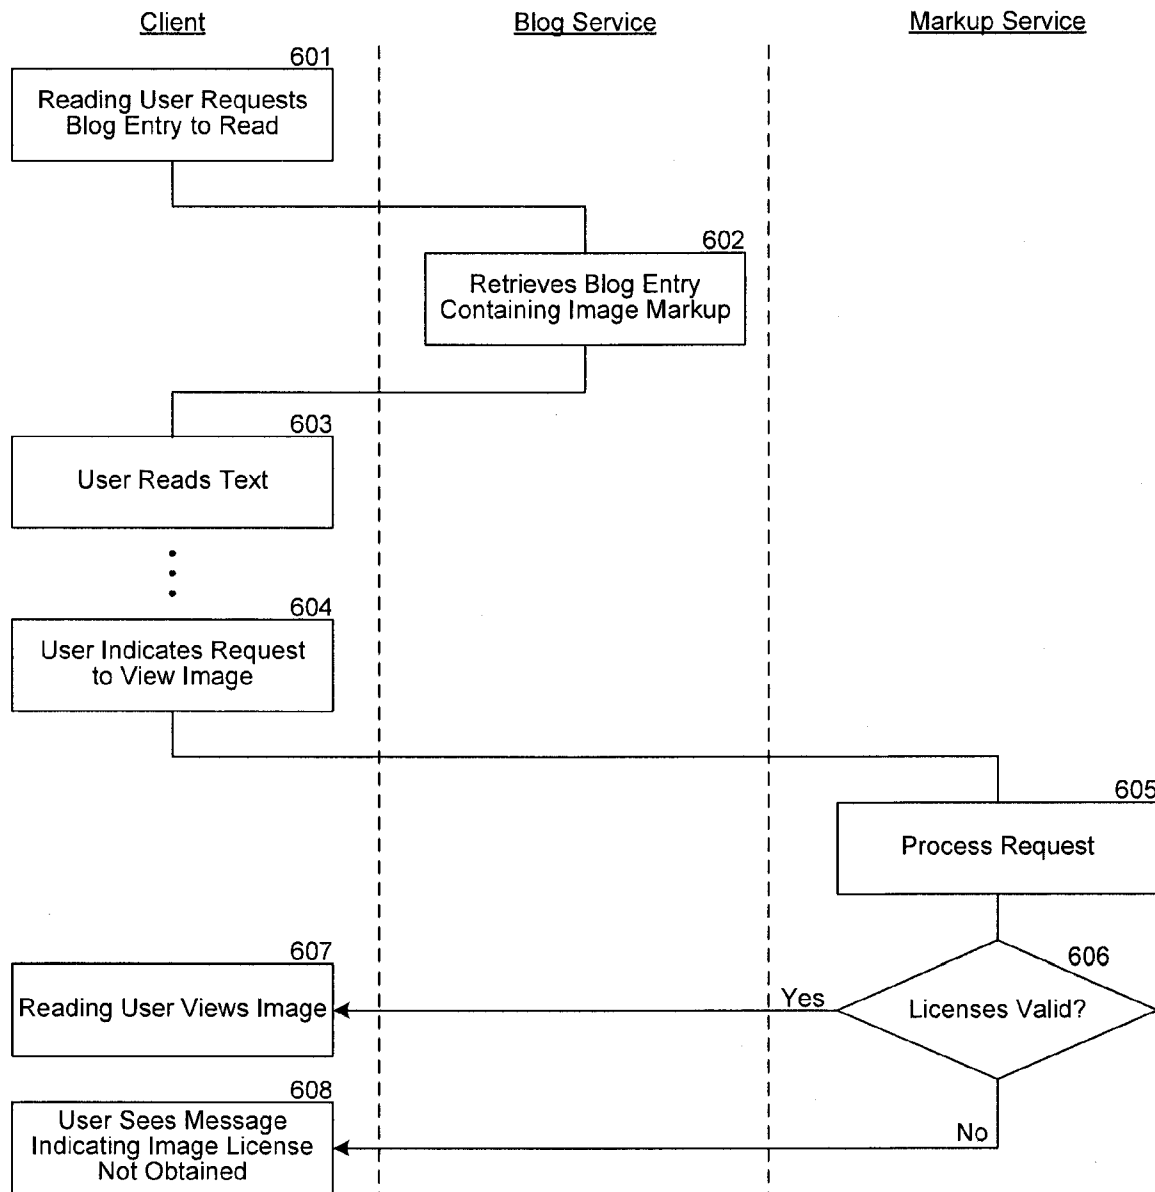 Client
Blog Service
Markup Service
601
Reading User Requests
Blog Entry to Read
602
Retrieves Blog Entry
Containing Image Markup
603
User Reads Text
604
User Indicates Request
to View Image
605
Process Request
606
Licenses Valid?
Yes
607
Reading User Views Image
No
608
User Sees Message
Indicating Image License
Not Obtained